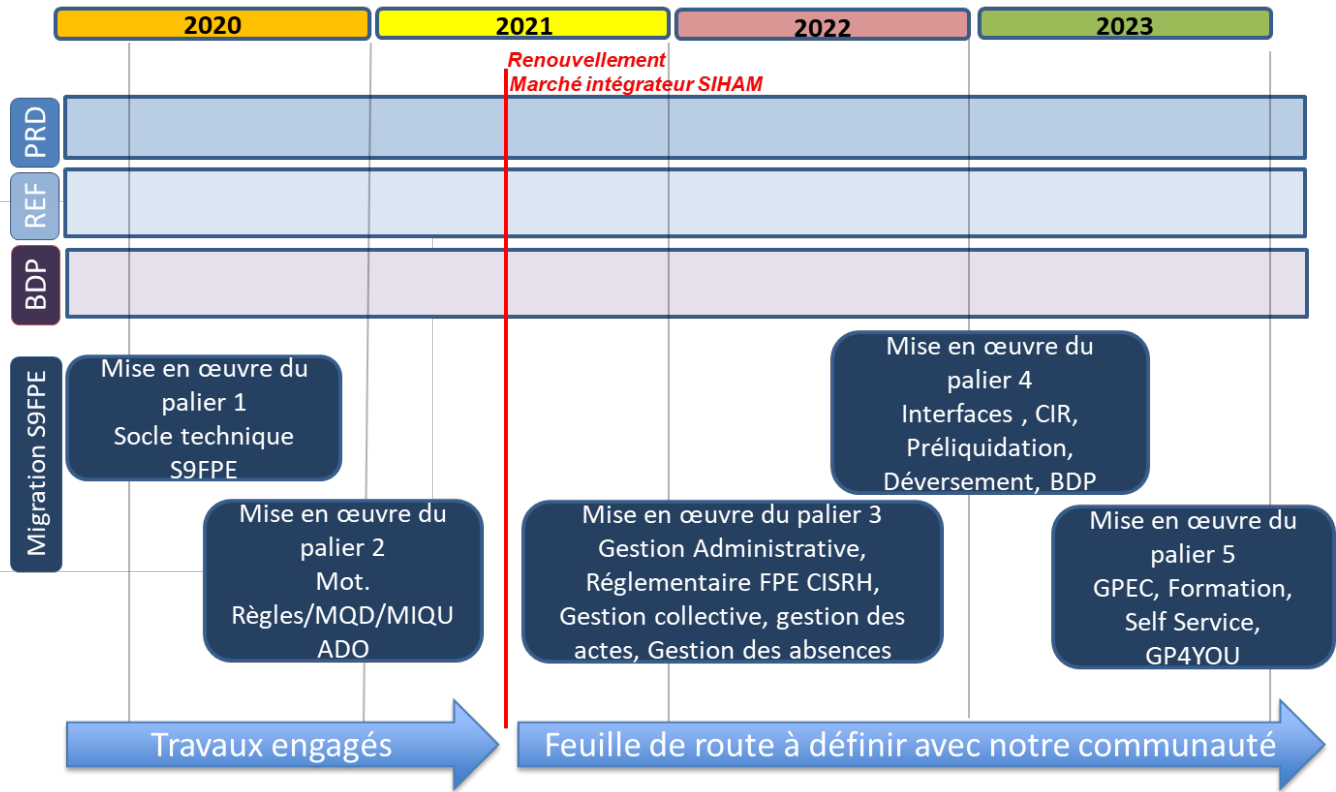 2020
2021
2022
2023
Renouvellement
Marché intégrateur SIHAM
PRD
REF
BDP
Migration S9FPE
Mise en œuvre du
palier 1
Socle technique
S9FPE
Mise en œuvre du
palier 2
Mot.
Règles/MQD/MIQU
ADO
Mise en œuvre du palier 3
Gestion Administrative,
Réglementaire FPE CISRH,
Gestion collective, gestion des
actes, Gestion des absences
Mise en œuvre du
palier 4
Interfaces , CIR,
Préliquidation,
Déversement, BDP
Mise en œuvre du
palier 5
GPEC, Formation,
Self Service,
GP4YOU
Travaux engagés
Feuille de route à définir avec notre communauté